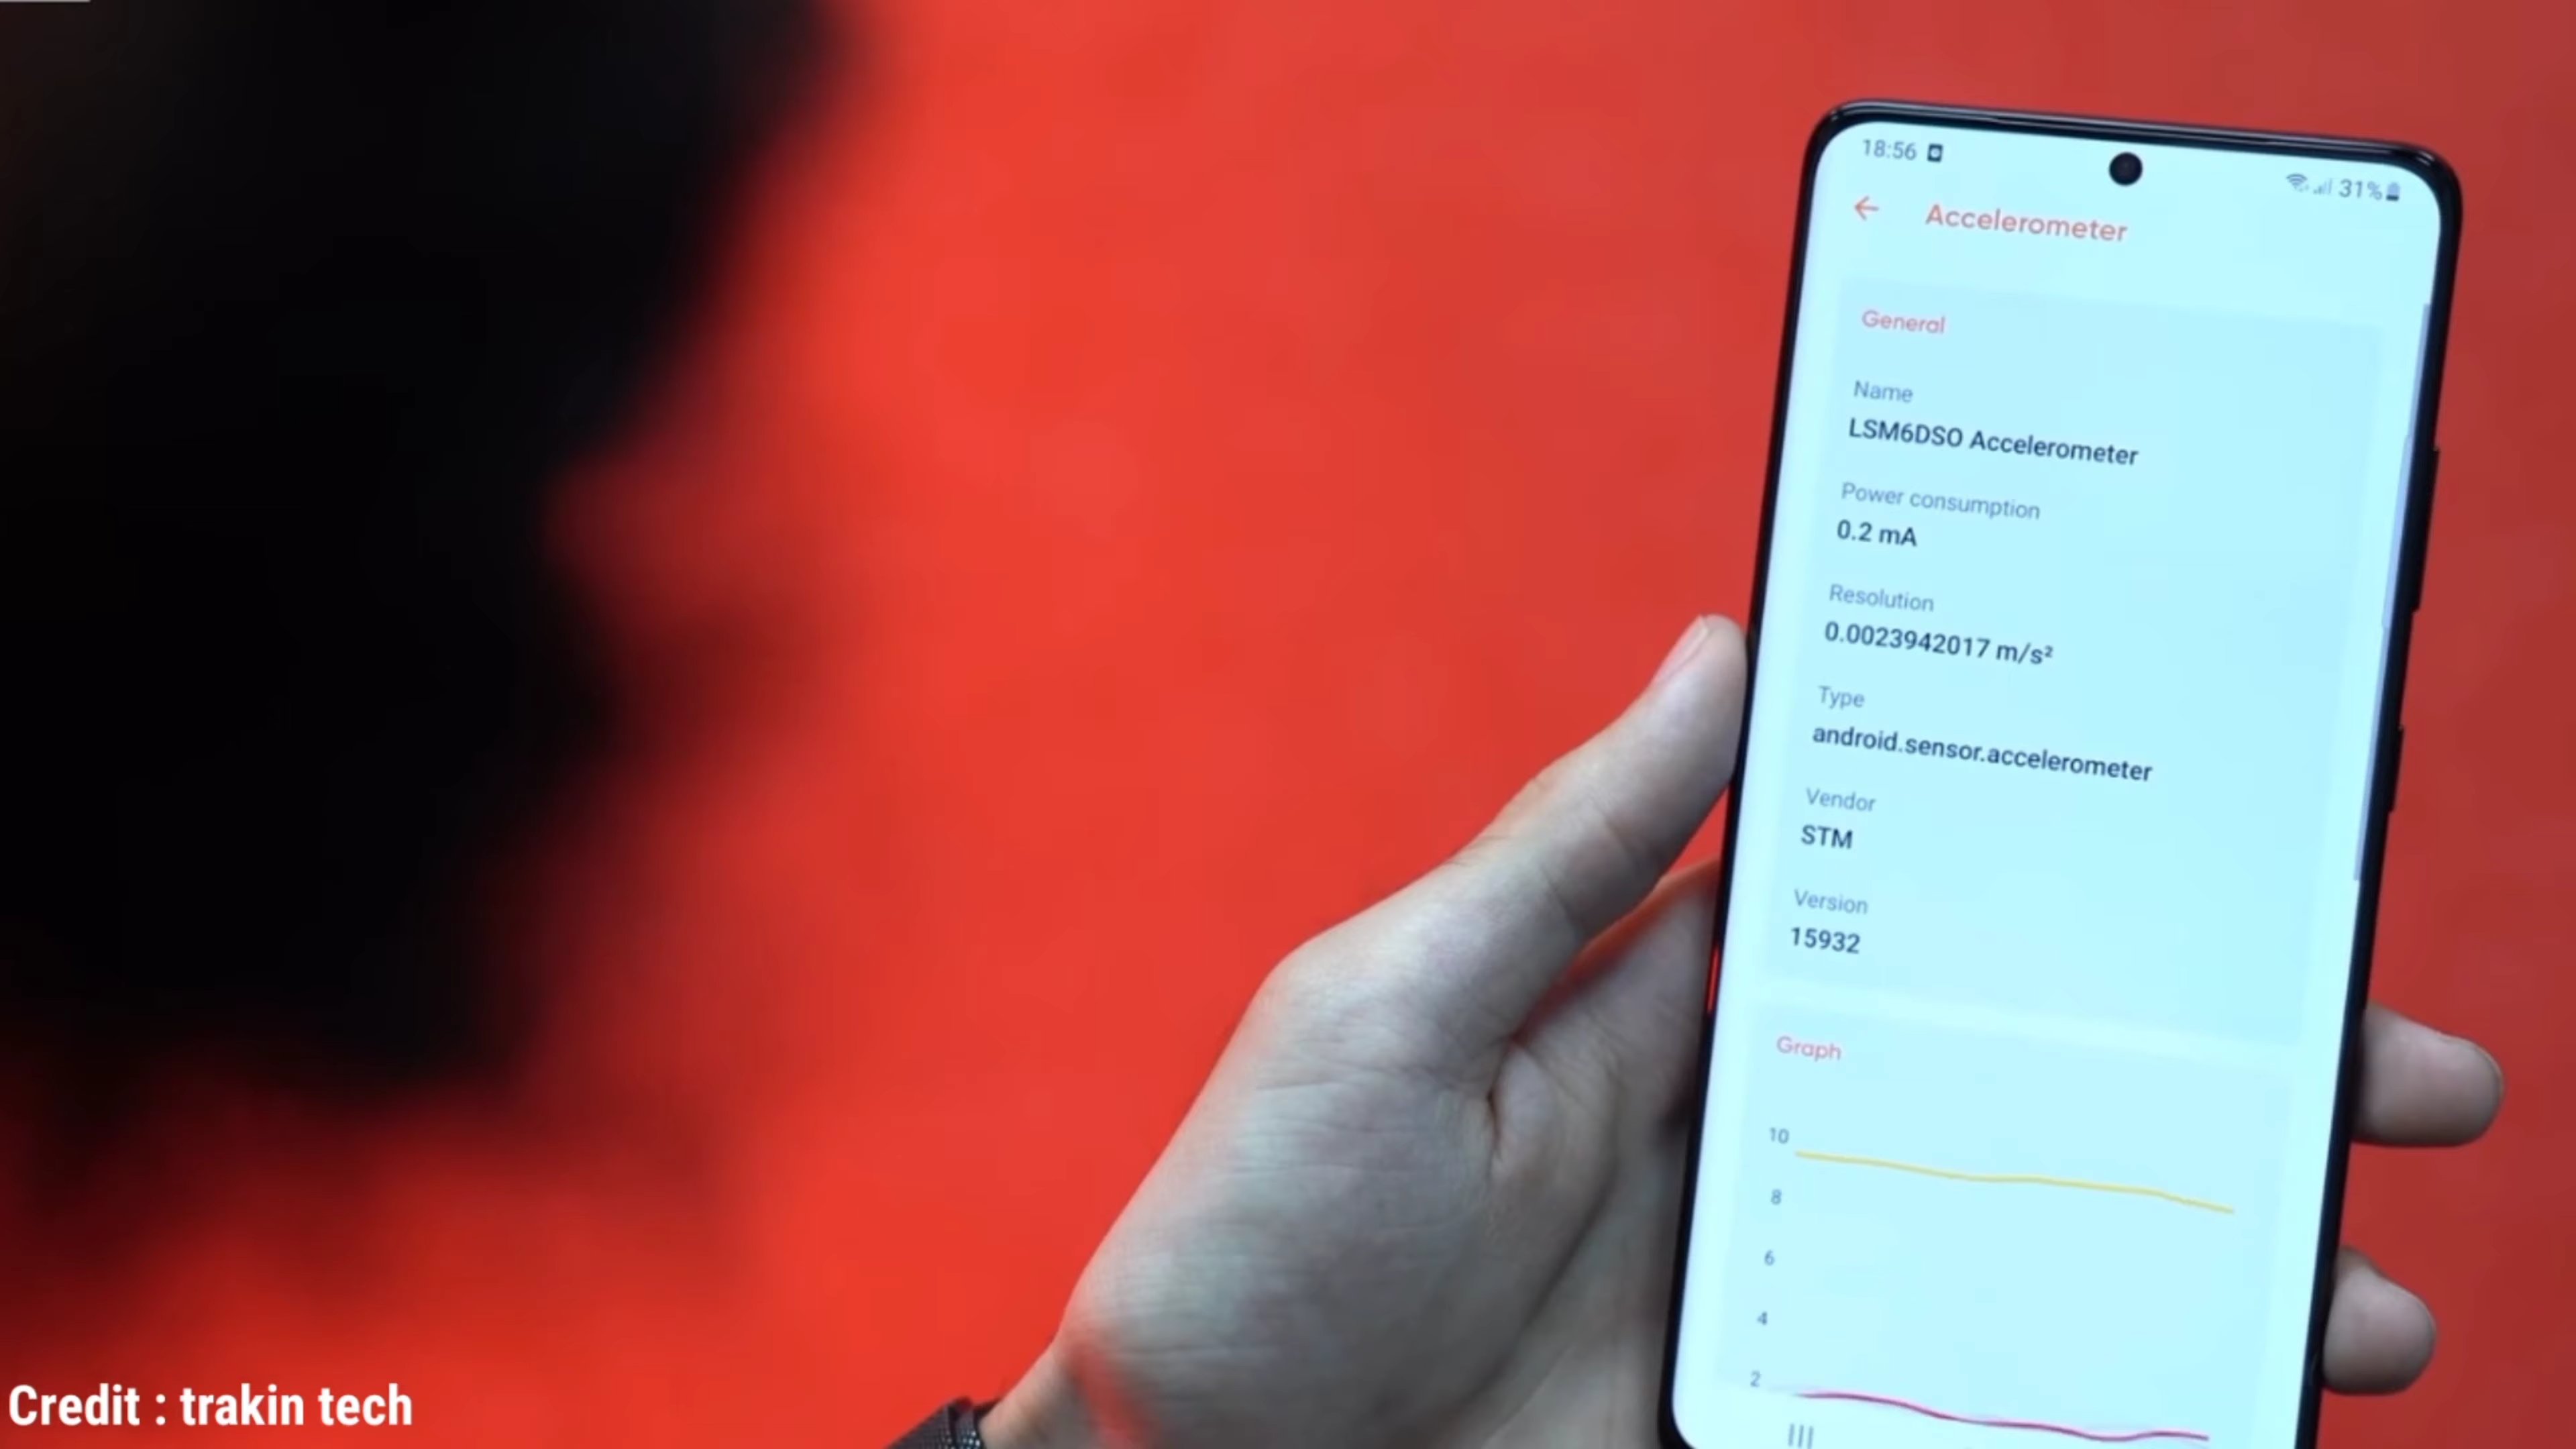 18:56
31%
Accelerometer
General
Name
LSM6DSO Accelerometer
Power consumption
0.2 mA
Resolution
0.0023942017 m/s²
Type
android.sensor.accelerometer
Vendor
STM
Version
15932
Graph
10
8
6
4
2
Credit : trakin tech